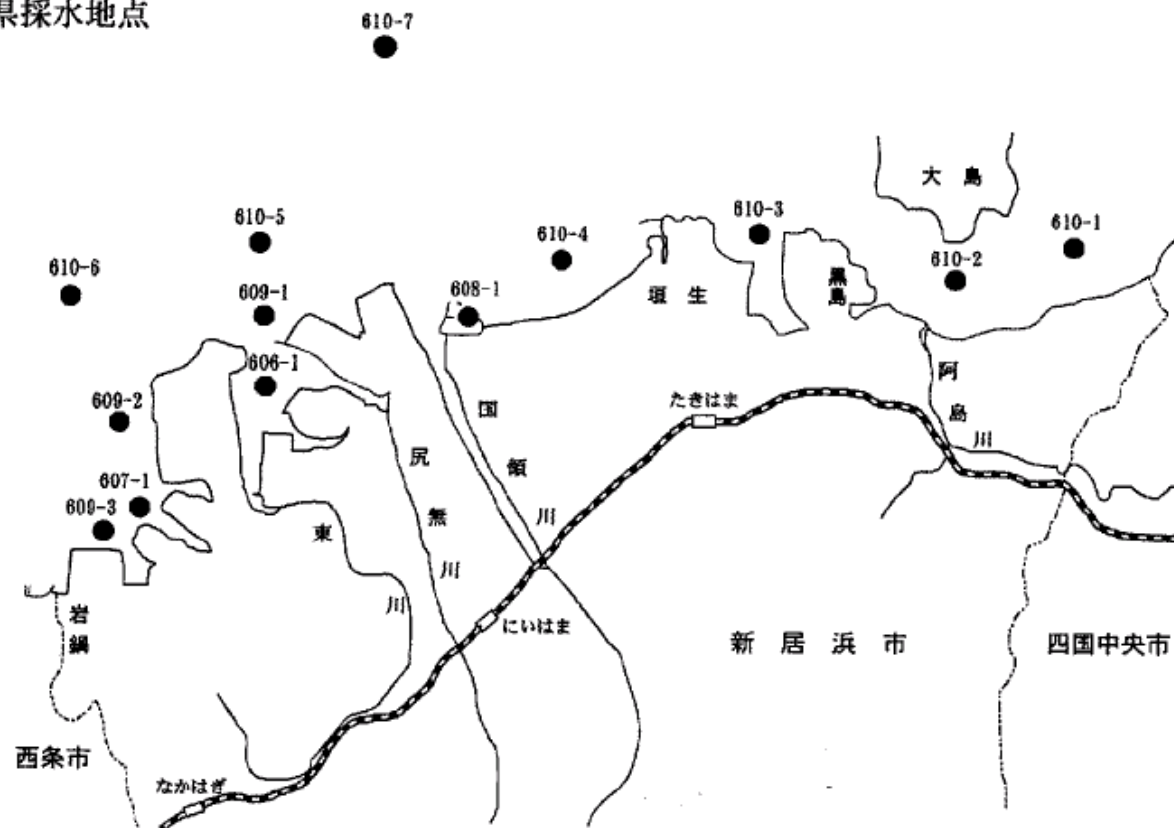 県採水地点
610-7
大島
610-5
610-3
610-1
610-4
610-2
610-6
609-1
608-1
垣生
黒島
606-1
阿島川
たきはま
609-2
国領川
尻無川
607-1
609-3
東川
岩鍋
にいはま
新居浜市
四国中央市
西条市
なかはぎ